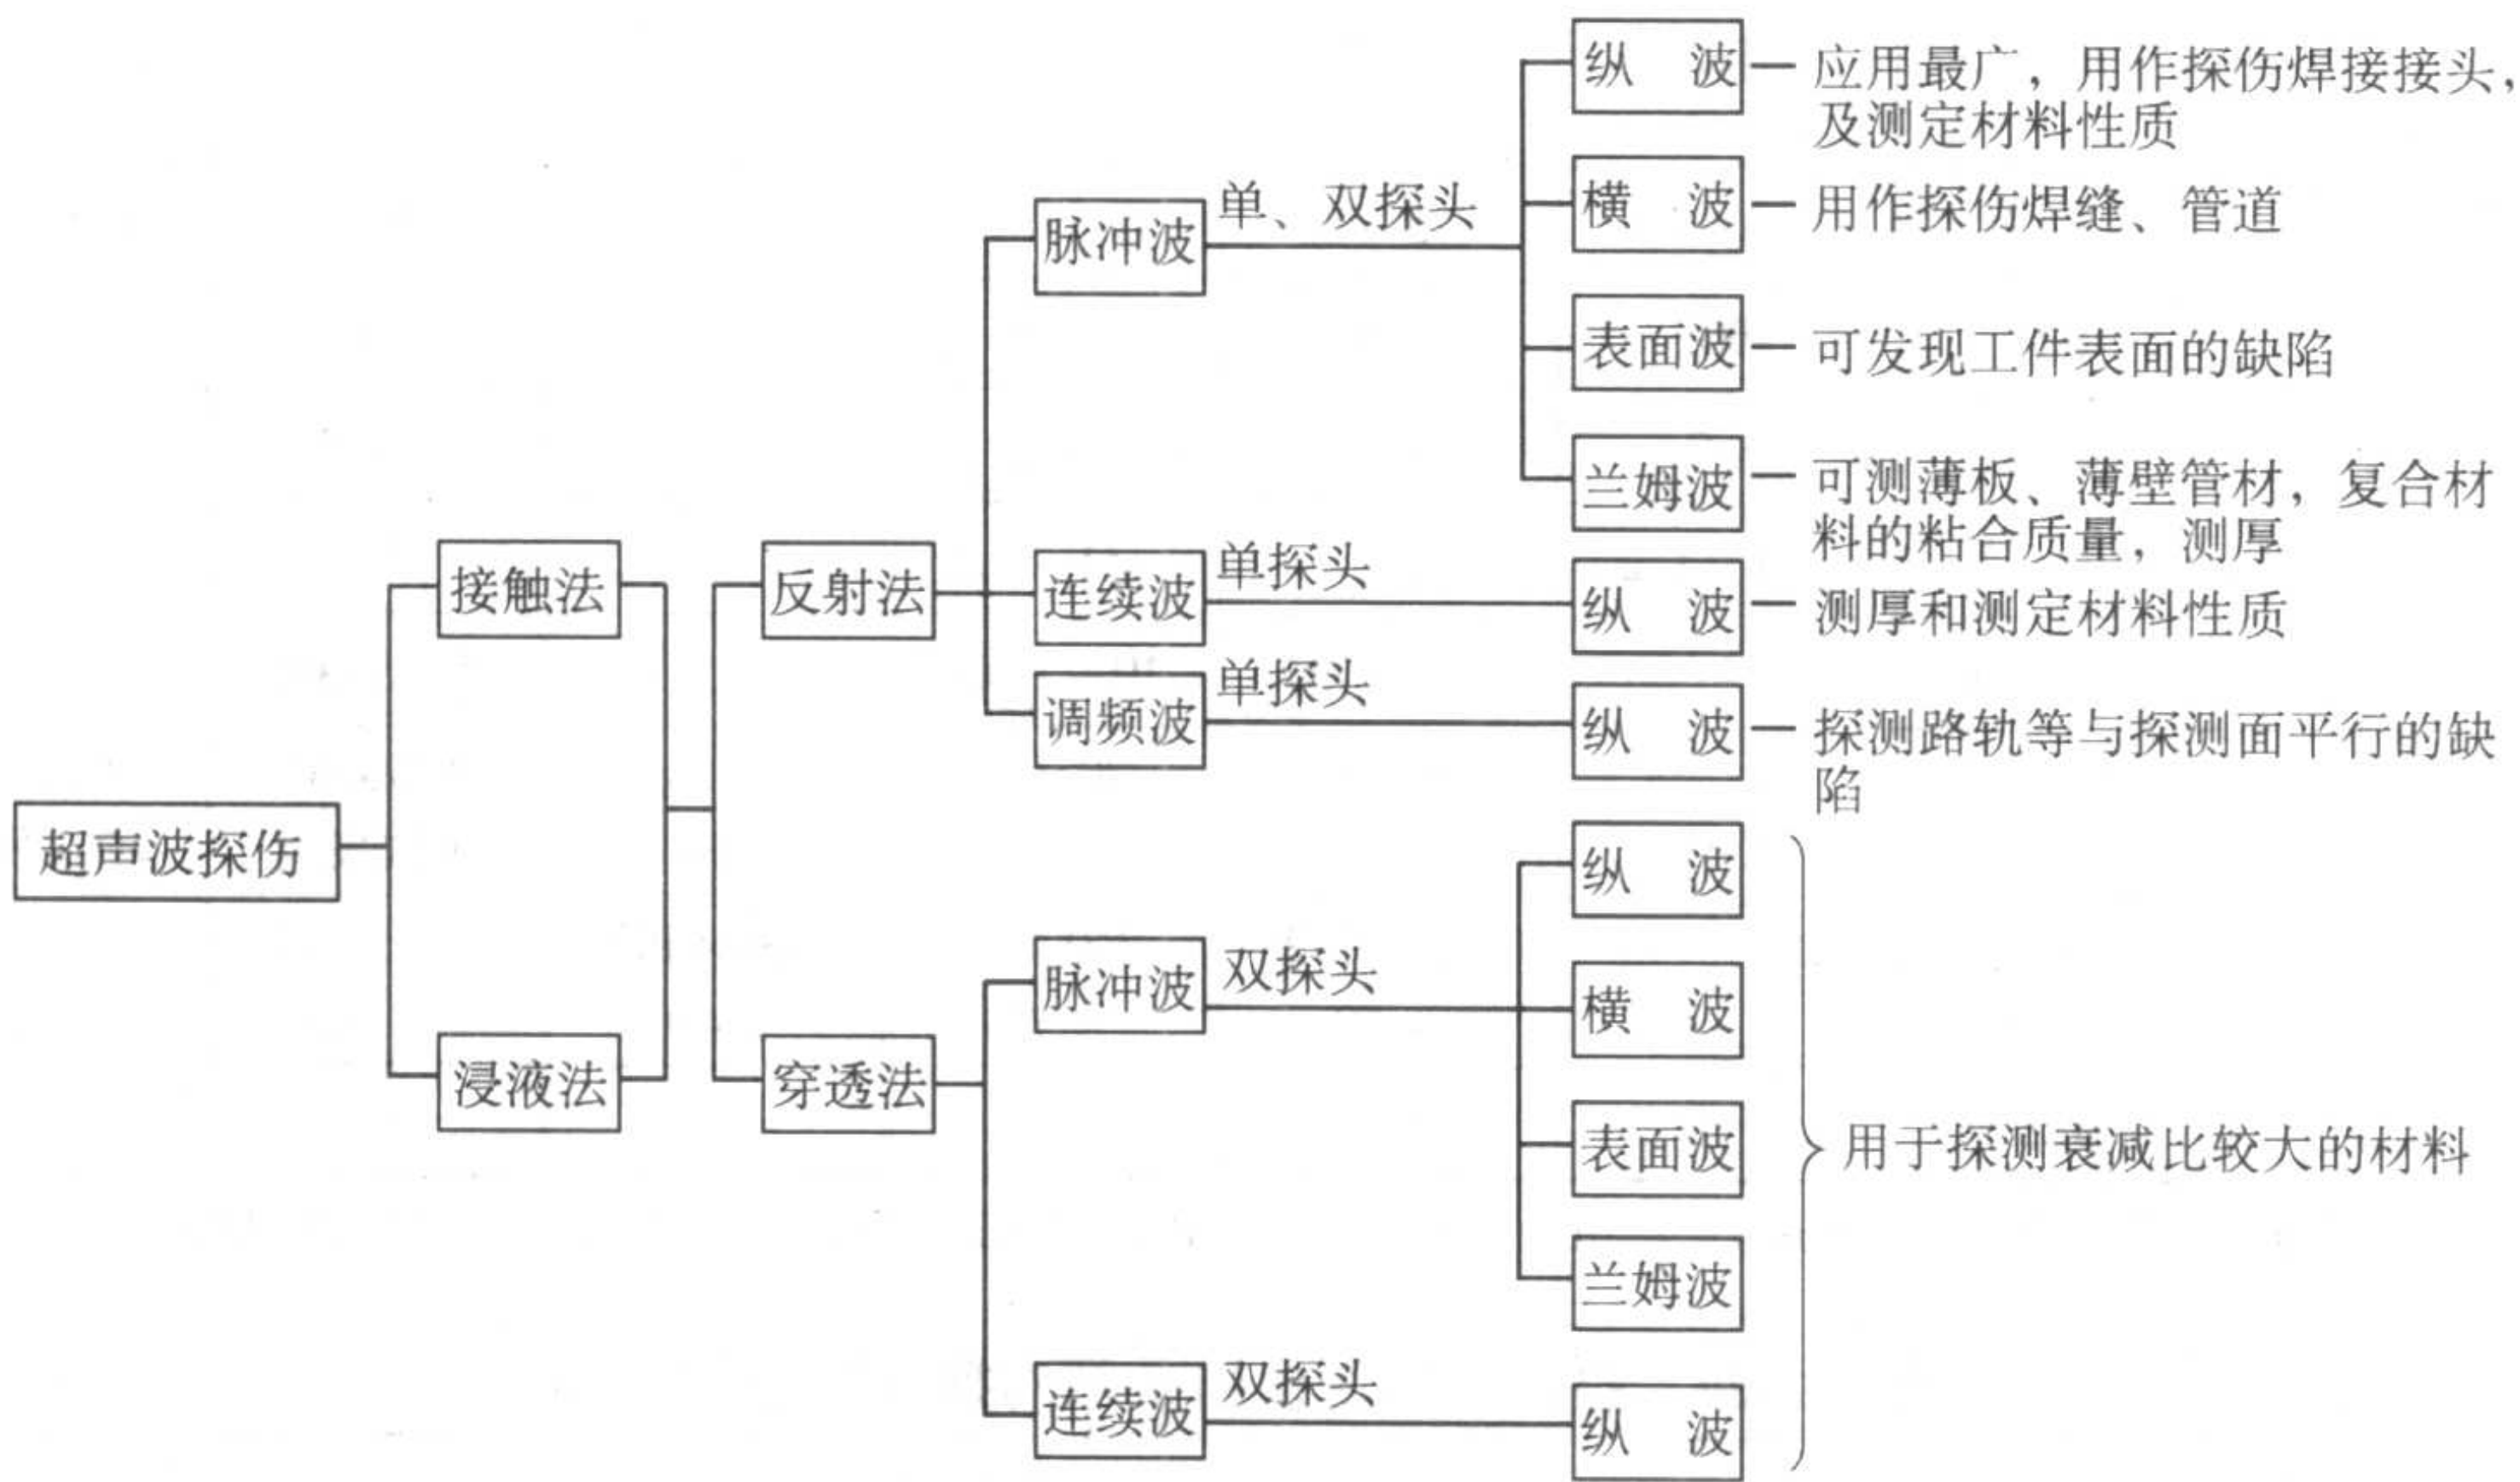 纵 波
应用最广，用作探伤焊接接头，
及测定材料性质
单、双探头
脉冲波
横 波
用作探伤焊缝、管道
表面波
可发现工件表面的缺陷
兰姆波
可测薄板、薄壁管材，复合材
料的粘合质量，测厚
接触法
反射法
连续波
单探头
纵 波
测厚和测定材料性质
调频波
单探头
纵 波
探测路轨等与探测面平行的缺
陷
超声波探伤
浸液法
穿透法
脉冲波
双探头
纵 波
横 波
表面波
兰姆波
连续波
双探头
纵 波
用于探测衰减比较大的材料